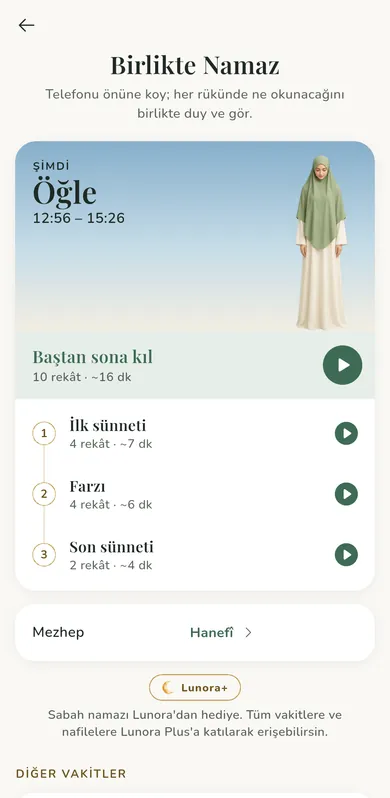 Birlikte Namaz
Telefonu önüne koy; her rükünde ne okunacağını
birlikte duy ve gör.
ŞİMDİ
Öğle
12:56 – 15:26
Baştan sona kıl
10 rekât · ~16 dk
1
İlk sünneti
4 rekât · ~7 dk
2
Farzı
4 rekât · ~6 dk
3
Son sünneti
2 rekât · ~4 dk
Mezhep
Hanefî
Lunora+
Sabah namazı Lunora'dan hediye. Tüm vakitlere ve
nafilelere Lunora Plus'a katılarak erişebilirsin.
DİĞER VAKİTLER